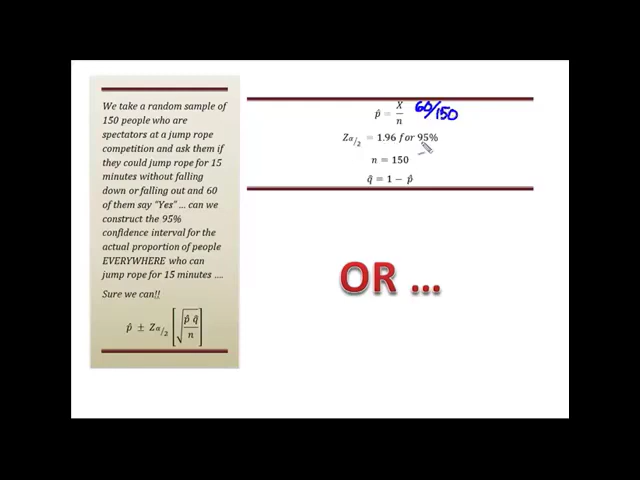 We take a random sample of
150 people who are
spectators at a jump rope
competition and ask them if
they could jump rope for 15
minutes without falling
down or falling out and 60
of them say "Yes" ... can we
construct the 95%
confidence interval for the
actual proportion of people
EVERYWHERE who can
jump rope for 15 minutes ....
Sure we can!!
p̂ ± Zα/2 [√(p̂ q̂ / n)]
p̂ = X/n 60/150
Zα/2 = 1.96 for 95%
n = 150
q̂ = 1 − p̂
OR ...